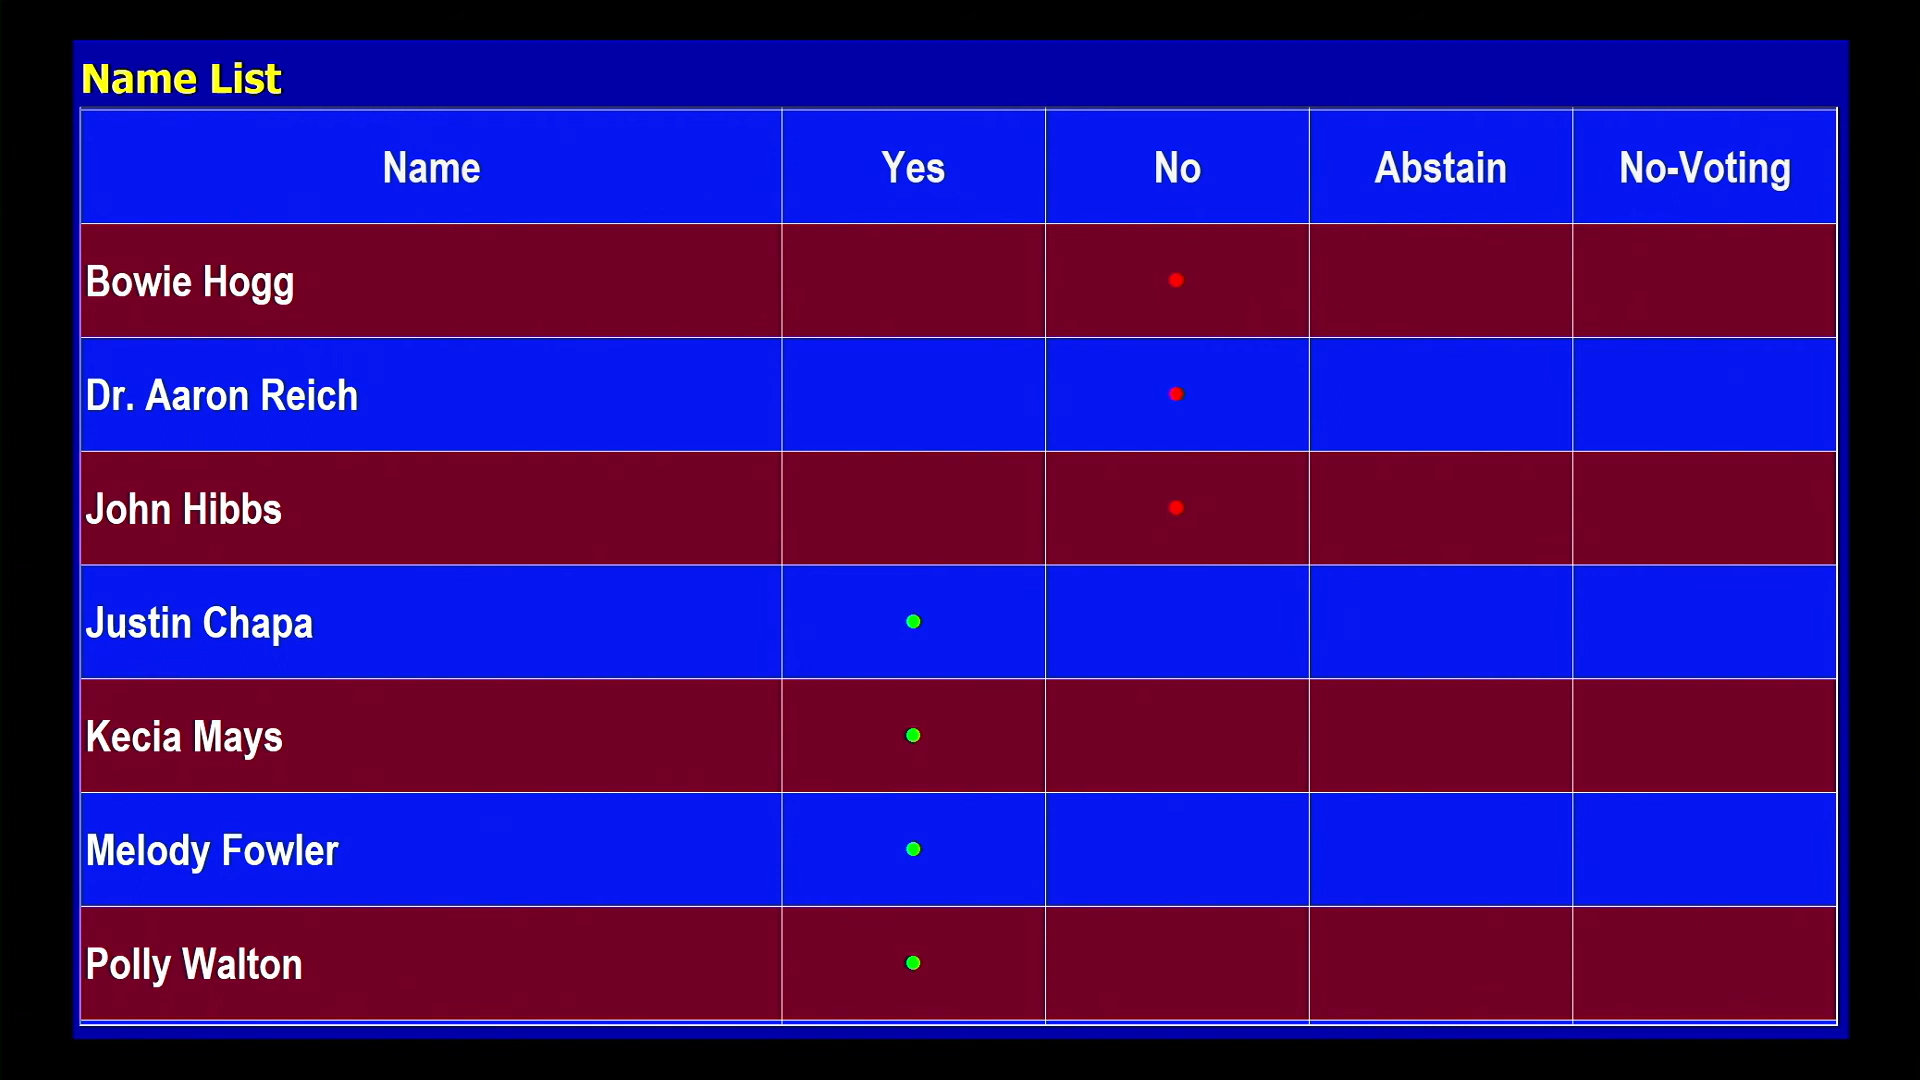 Name List
Name Yes No Abstain No-Voting
Bowie Hogg
Dr. Aaron Reich
John Hibbs
Justin Chapa
Kecia Mays
Melody Fowler
Polly Walton